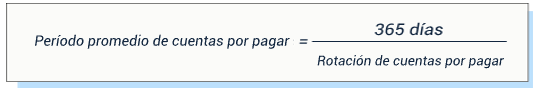 Período promedio de cuentas por pagar = 365 días
Rotación de cuentas por pagar